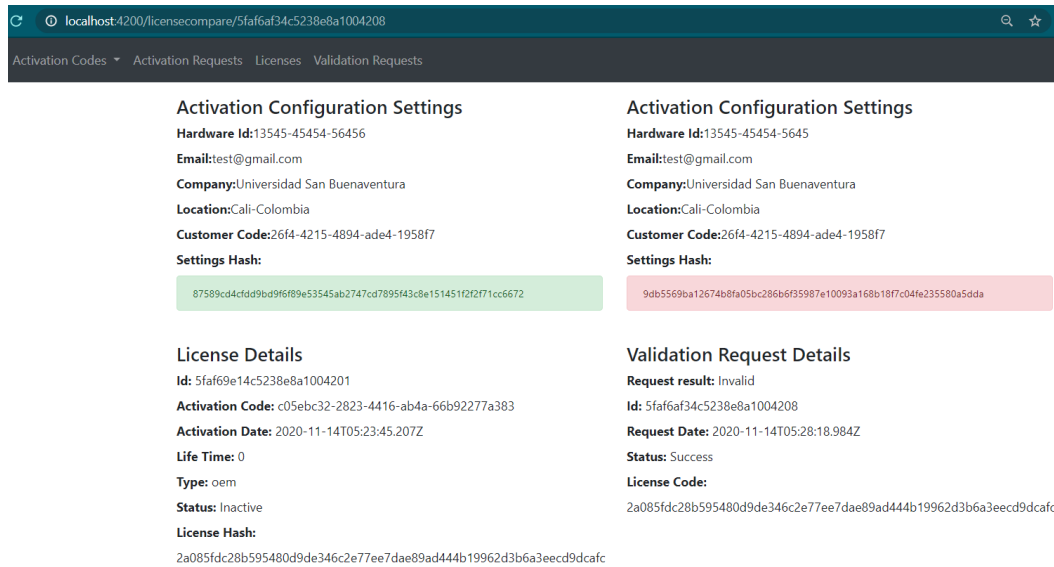 localhost:4200/licensecompare/5faf6af34c5238e8a1004208
Activation Codes Activation Requests Licenses Validation Requests
Activation Configuration Settings
Hardware Id:13545-45454-56456
Email:test@gmail.com
Company:Universidad San Buenaventura
Location:Cali-Colombia
Customer Code:26f4-4215-4894-ade4-1958f7
Settings Hash:
87589cd4cfdd9bd9f6f89e53545ab2747cd7895f43c8e151451f2f2f71cc6672
License Details
Id: 5faf69e14c5238e8a1004201
Activation Code: c05ebc32-2823-4416-ab4a-66b92277a383
Activation Date: 2020-11-14T05:23:45.207Z
Life Time: 0
Type: oem
Status: Inactive
License Hash:
2a085fdc28b595480d9de346c2e77ee7dae89ad444b19962d3b6a3eecd9dcafc
Activation Configuration Settings
Hardware Id:13545-45454-5645
Email:test@gmail.com
Company:Universidad San Buenaventura
Location:Cali-Colombia
Customer Code:26f4-4215-4894-ade4-1958f7
Settings Hash:
9db5569ba12674b8fa05bc286b6f35987e10093a168b18f7c04fe235580a5dda
Validation Request Details
Request result: Invalid
Id: 5faf6af34c5238e8a1004208
Request Date: 2020-11-14T05:28:18.984Z
Status: Success
License Code:
2a085fdc28b595480d9de346c2e77ee7dae89ad444b19962d3b6a3eecd9dcafc